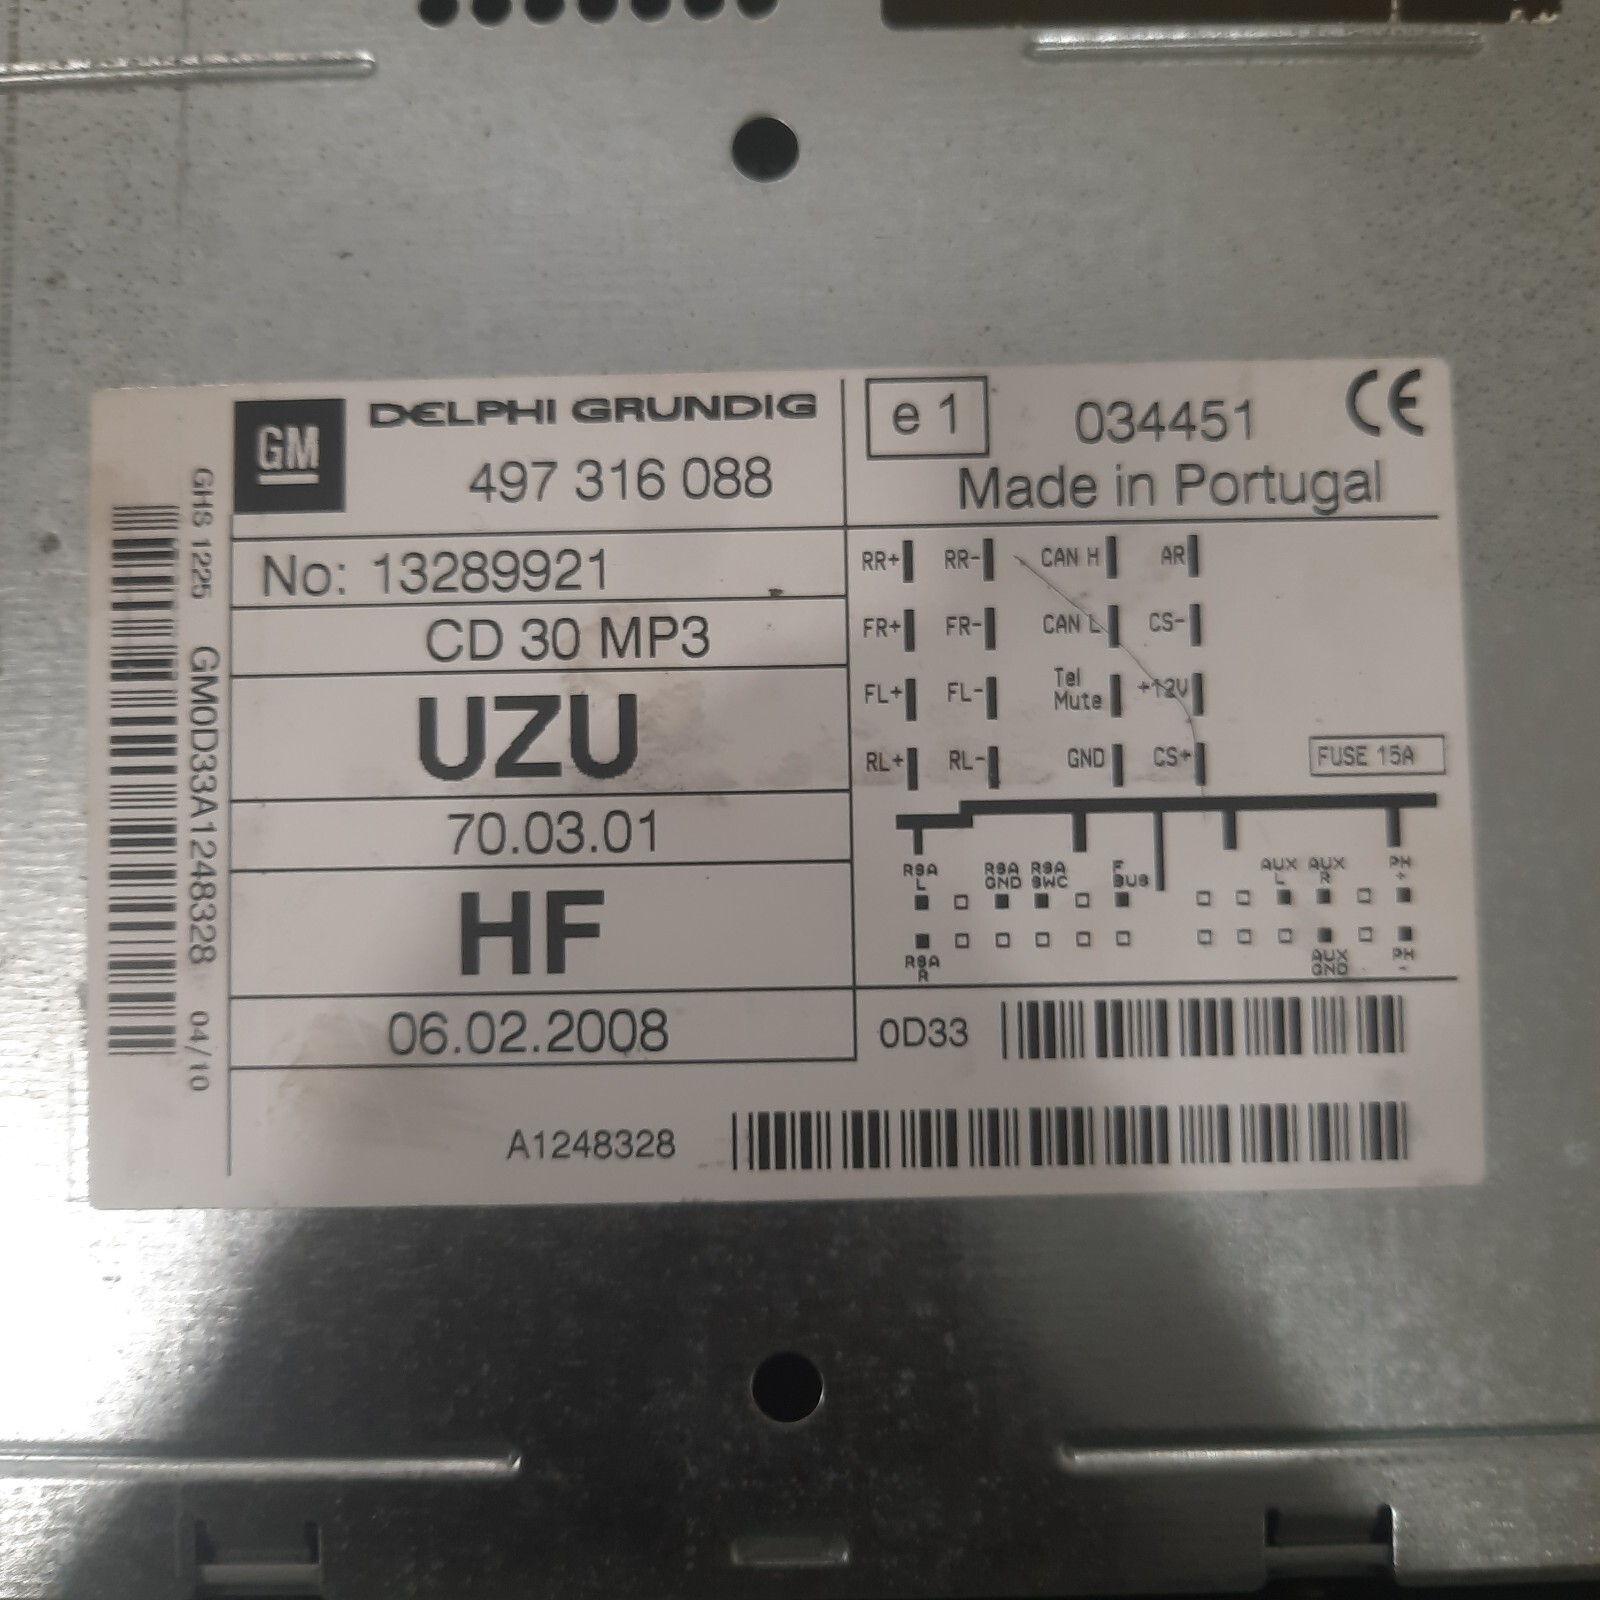 GM
DELPHI GRUNDIG
497 316 088
e1
034451
CE
Made in Portugal
No: 13289921
CD 30 MP3
UZU
70.03.01
HF
06.02.2008
RR+ RR- CAN H AR
FR+ FR- CAN L CS-
FL+ FL- Tel Mute +12V
RL+ RL- GND CS+
FUSE 15A
RSA L RSA GND RSA SWC F BUS AUX L AUX R PH +
RSA R AUX GND PH -
0D33
A1248328
GHS 1225 GM0D33A1248328 04/10